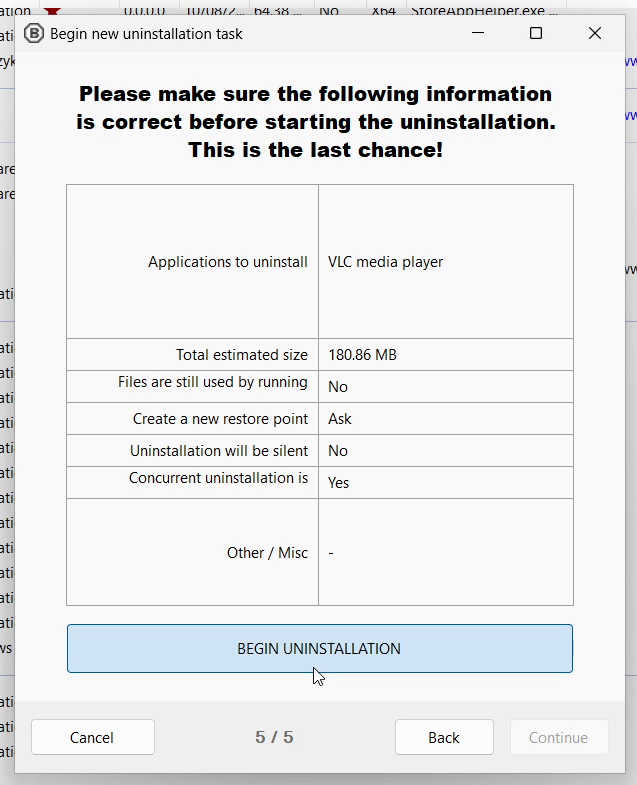 ation 0.0.0.0 10/08/2... 64.38 ... No X64 StoreAppHelper.exe ...
Begin new uninstallation task
Please make sure the following information
is correct before starting the uninstallation.
This is the last chance!
Applications to uninstall VLC media player
Total estimated size 180.86 MB
Files are still used by running No
Create a new restore point Ask
Uninstallation will be silent No
Concurrent uninstallation is Yes
Other / Misc -
BEGIN UNINSTALLATION
Cancel 5 / 5 Back Continue